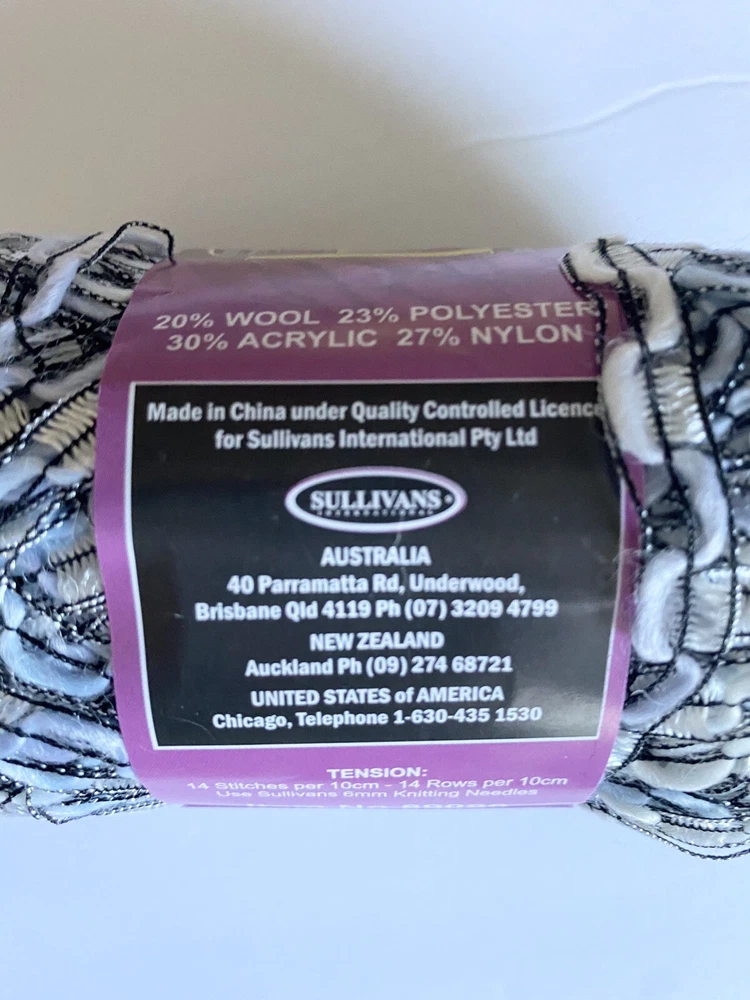 20% WOOL 23% POLYESTER
30% ACRYLIC 27% NYLON
Made in China under Quality Controlled Licence
for Sullivans International Pty Ltd
SULLIVANS
INTERNATIONAL
AUSTRALIA
40 Parramatta Rd, Underwood,
Brisbane Qld 4119 Ph (07) 3209 4799
NEW ZEALAND
Auckland Ph (09) 274 68721
UNITED STATES of AMERICA
Chicago, Telephone 1-630-435 1530
TENSION:
14 Stitches per 10cm - 14 Rows per 10cm
Use Sullivans 6mm Knitting Needles